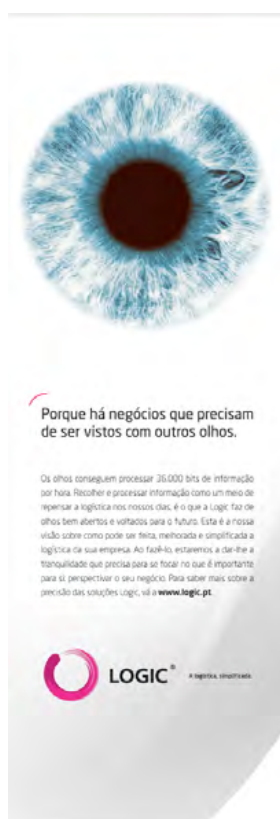 Porque há negócios que precisam
de ser vistos com outros olhos.
Os olhos conseguem processar 36.000 bits de informação
por hora. Recolher e processar informação como um meio de
repensar a logística nos nossos dias, é o que a Logic faz de
olhos bem abertos e voltados para o futuro. Esta é a nossa
visão sobre como pode ser feita, melhorada e simplificada a
logística da sua empresa. Ao fazê-lo, estaremos a dar-lhe a
tranquilidade que precisa para se focar no que é importante
para si: perspectivar o seu negócio. Para saber mais sobre a
precisão das soluções Logic, vá a www.logic.pt.
LOGIC® A logística, simplificada.